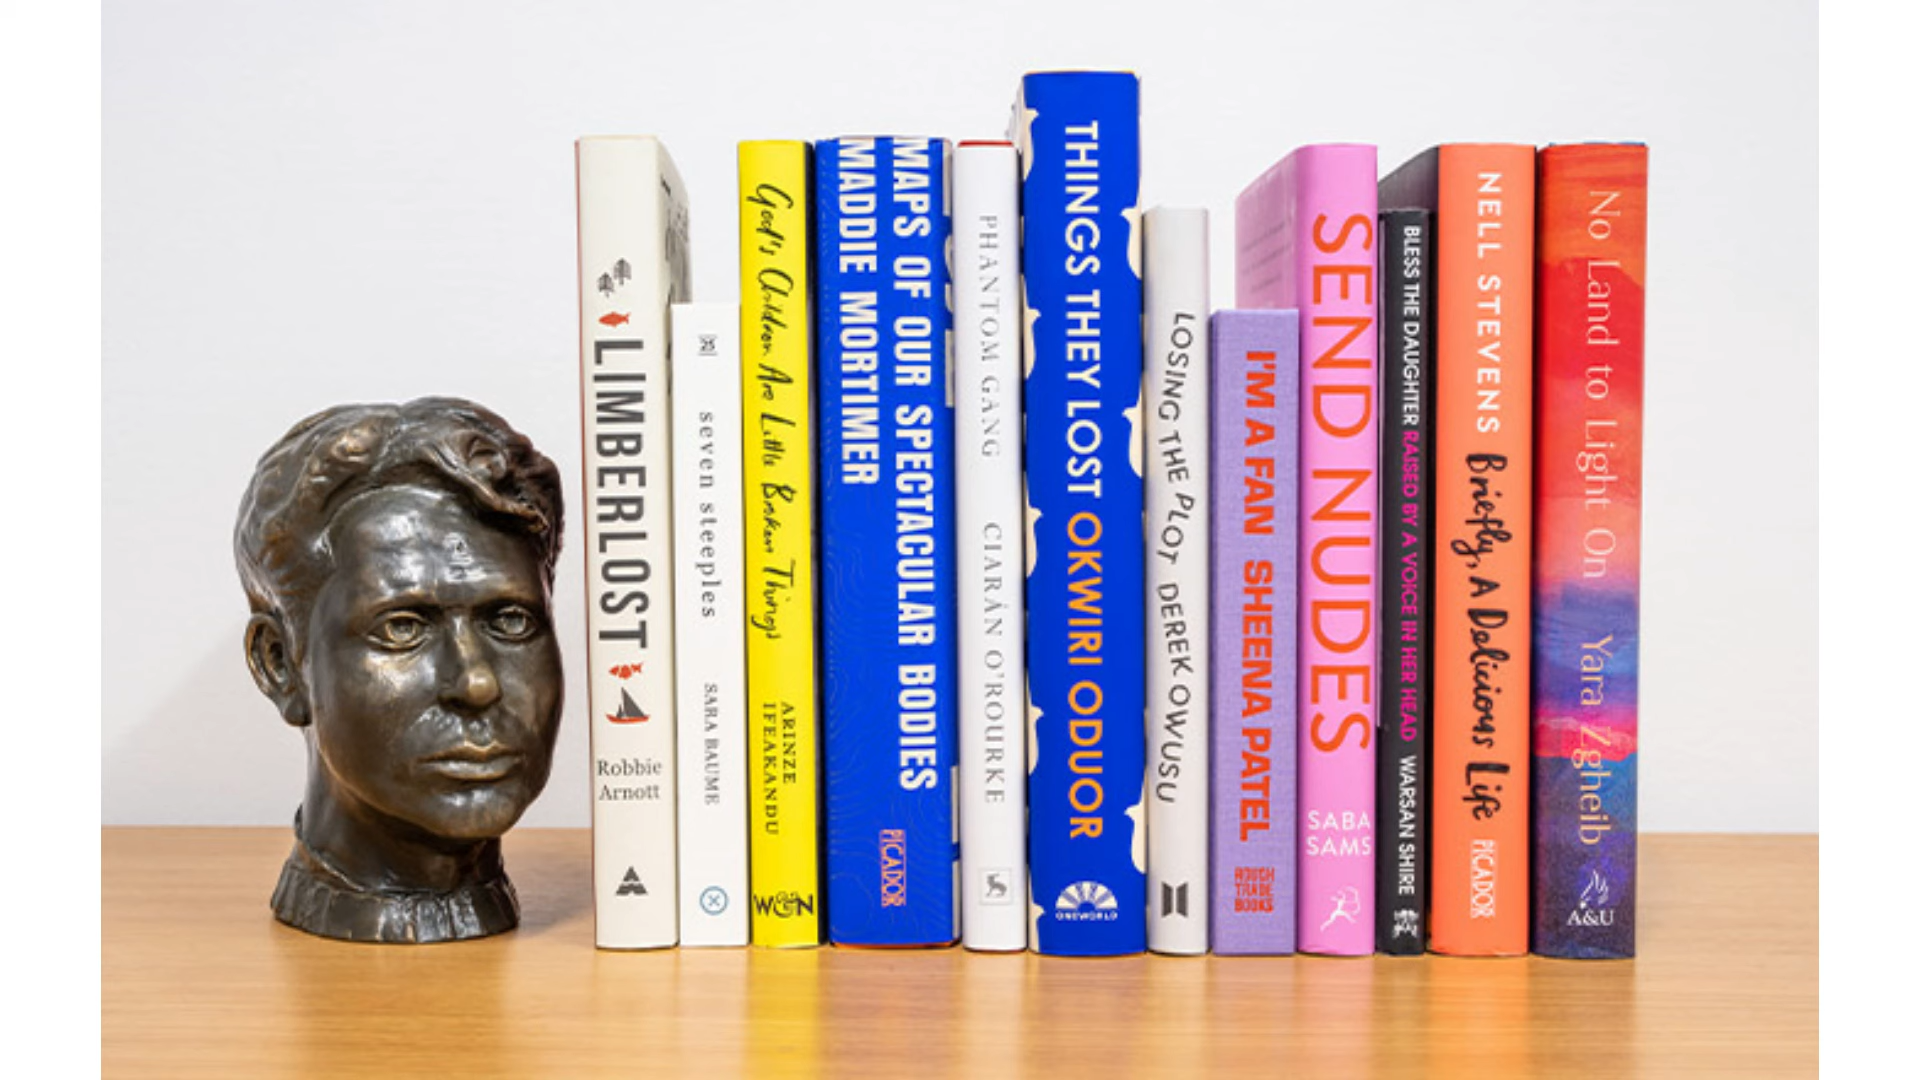 LIMBERLOST
Robbie
Arnott
seven steeples
SARA BAUME
God's Children Are Little Broken Things
ARINZE
IFEAKANDU
W&N
MAPS OF OUR SPECTACULAR BODIES
MADDIE MORTIMER
PICADOR
PHANTOM GANG
CIARÁN O'ROURKE
THINGS THEY LOST OKWIRI ODUOR
ONEWORLD
LOSING THE PLOT DEREK OWUSU
I'M A FAN SHEENA PATEL
ROUGH
TRADE
BOOKS
SEND NUDES
SABA
SAMS
BLESS THE DAUGHTER RAISED BY A VOICE IN HER HEAD WARSAN SHIRE
NELL STEVENS Briefly, A Delicious Life
PICADOR
No Land to Light On Yara Zgheib
A&U